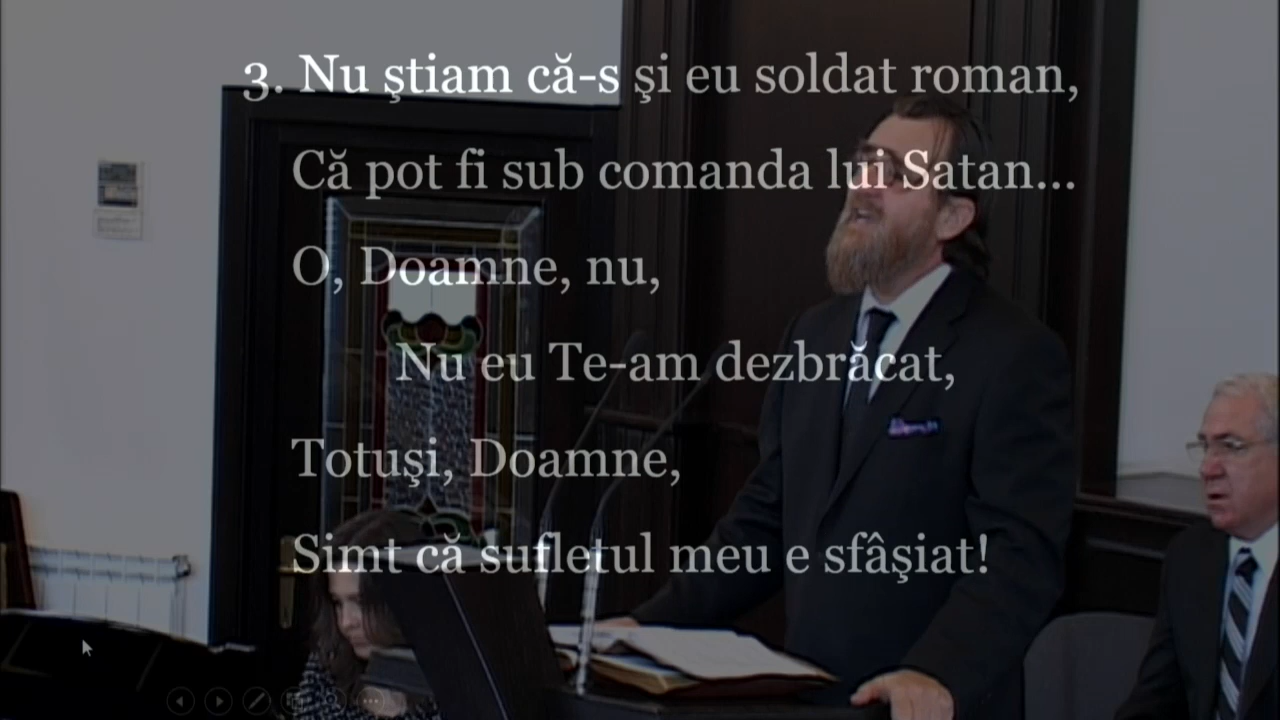 3. Nu ştiam că-s şi eu soldat roman,
Că pot fi sub comanda lui Satan...
O, Doamne, nu,
Nu eu Te-am dezbrăcat,
Totuşi, Doamne,
Simt că sufletul meu e sfâşiat!